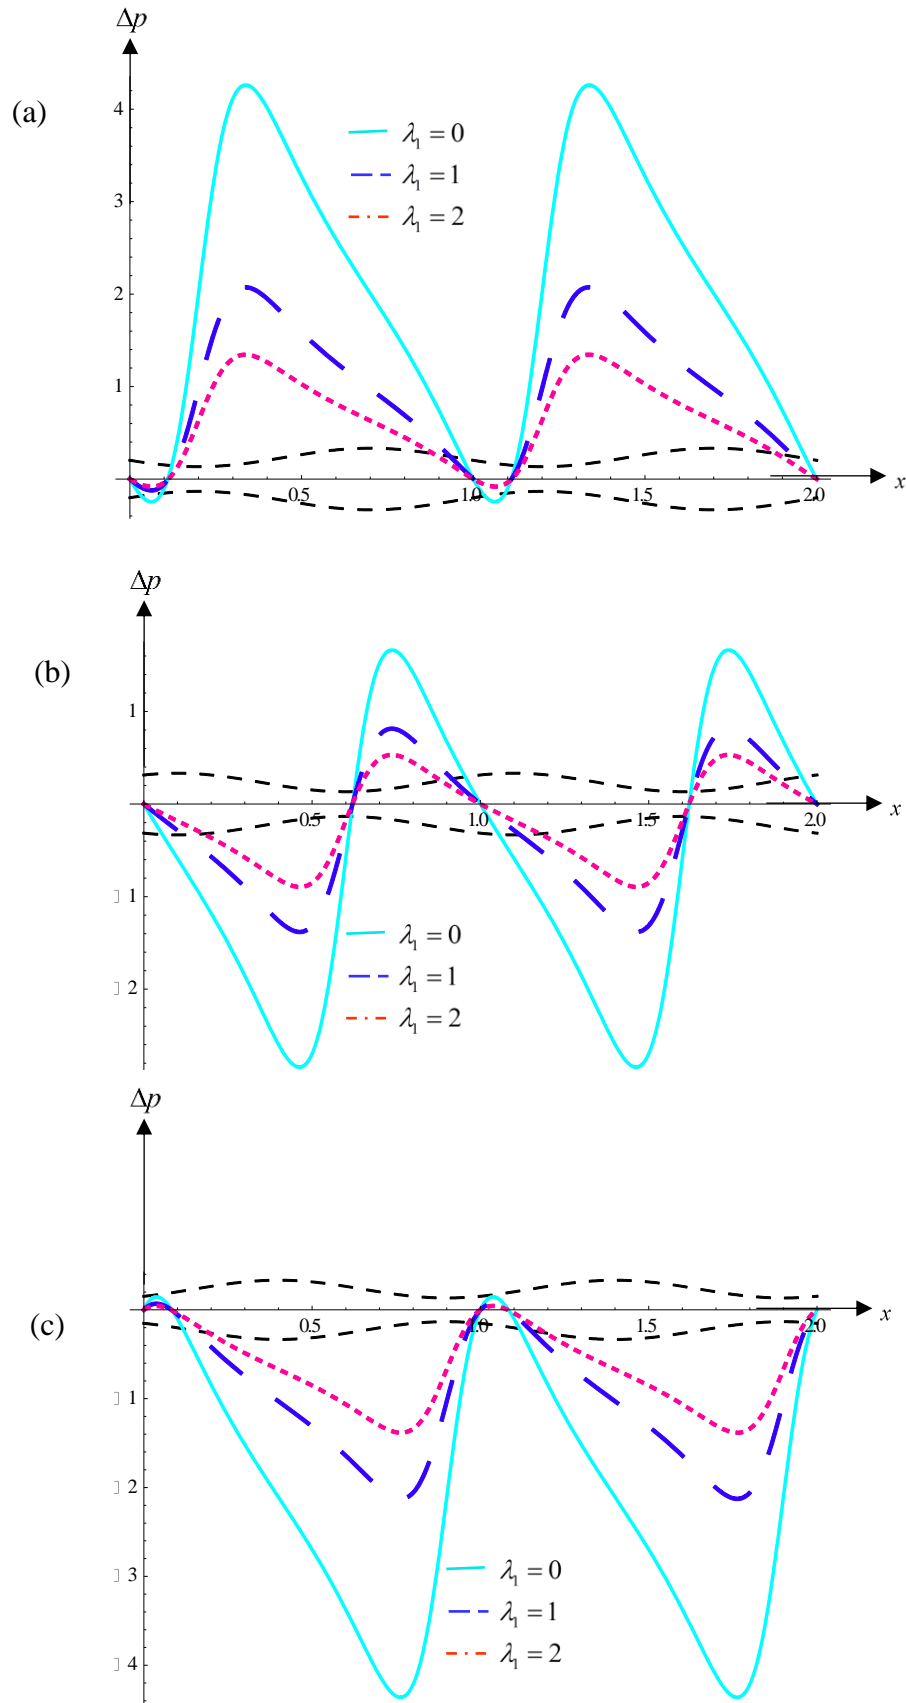 Δp
(a)
4
λ₁ = 0
λ₁ = 1
3
λ₁ = 2
2
1
0.5
1.0
1.5
2.0
x
Δp
(b)
1
0.5
1.0
1.5
2.0
x
] 1
λ₁ = 0
λ₁ = 1
] 2
λ₁ = 2
Δp
(c)
0.5
1.0
1.5
2.0
x
] 1
] 2
] 3
λ₁ = 0
λ₁ = 1
λ₁ = 2
] 4